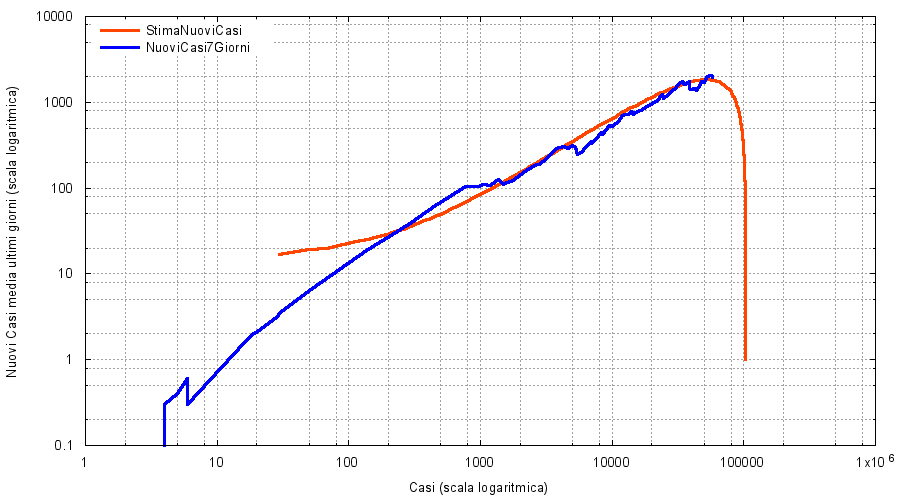 10000
1000
100
10
1
0.1
StimaNuoviCasi
NuoviCasi7Giorni
Nuovi Casi media ultimi giorni (scala logaritmica)
1
10
100
1000
10000
100000
1x10 6
Casi (scala logaritmica)